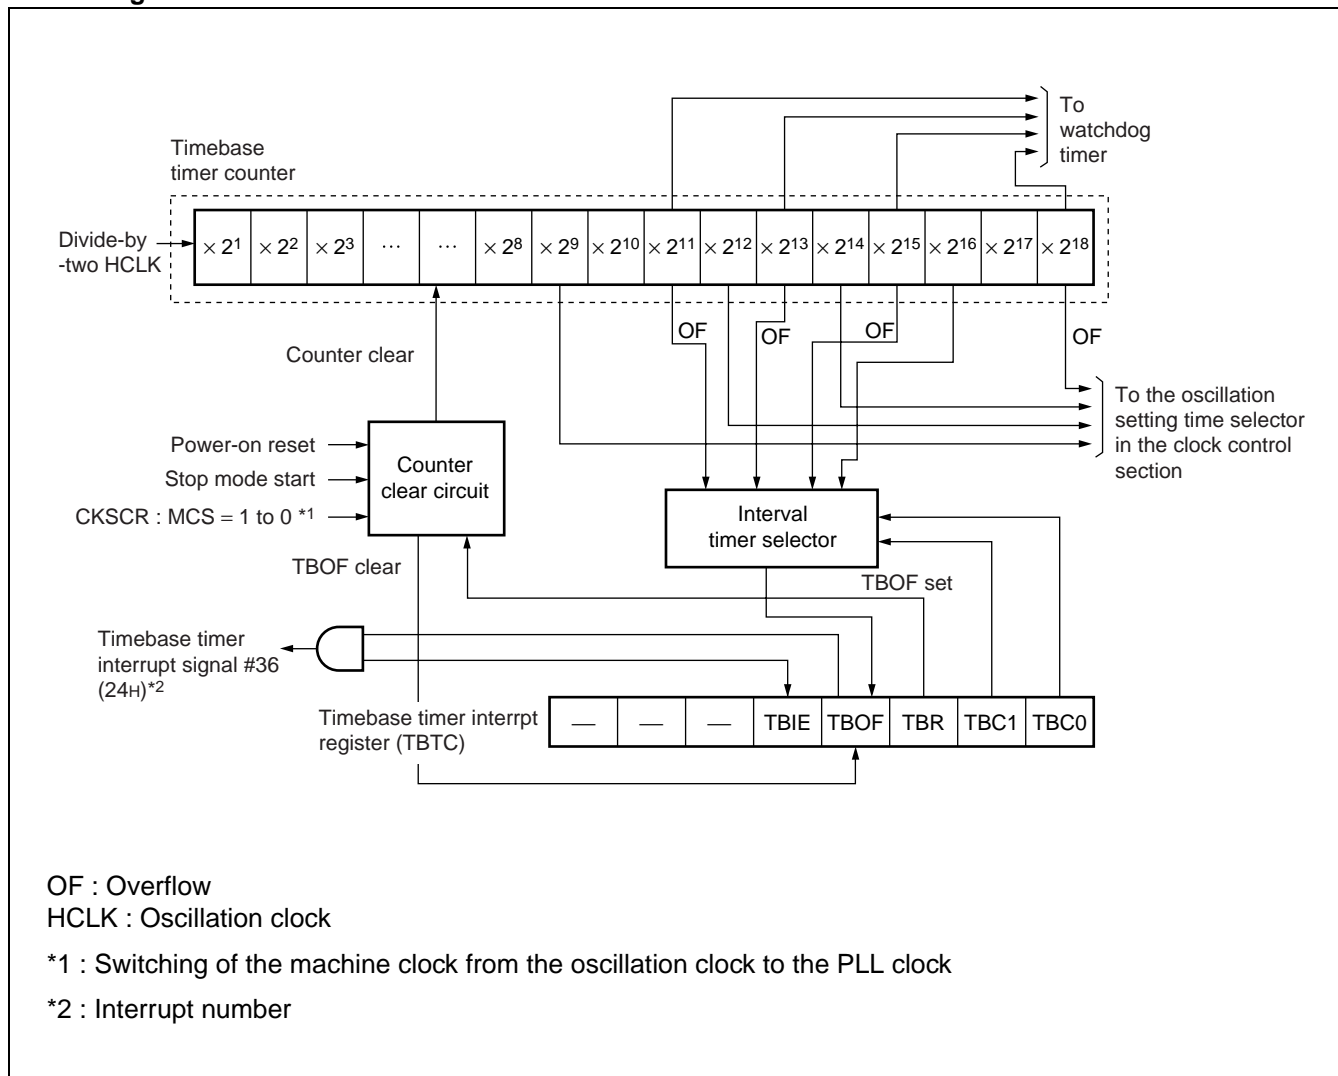 To
watchdog
timer
Timebase
timer counter
Divide-by
-two HCLK
× 2¹ × 2² × 2³ ... ... × 2⁸ × 2⁹ × 2¹⁰ × 2¹¹ × 2¹² × 2¹³ × 2¹⁴ × 2¹⁵ × 2¹⁶ × 2¹⁷ × 2¹⁸
OF OF OF OF
Counter clear
To the oscillation
setting time selector
in the clock control
section
Power-on reset
Stop mode start
CKSCR : MCS = 1 to 0 *1
Counter
clear circuit
Interval
timer selector
TBOF clear
TBOF set
Timebase timer
interrupt signal #36
(24H)*2
Timebase timer interrpt
register (TBTC)
— — — TBIE TBOF TBR TBC1 TBC0
OF : Overflow
HCLK : Oscillation clock
*1 : Switching of the machine clock from the oscillation clock to the PLL clock
*2 : Interrupt number